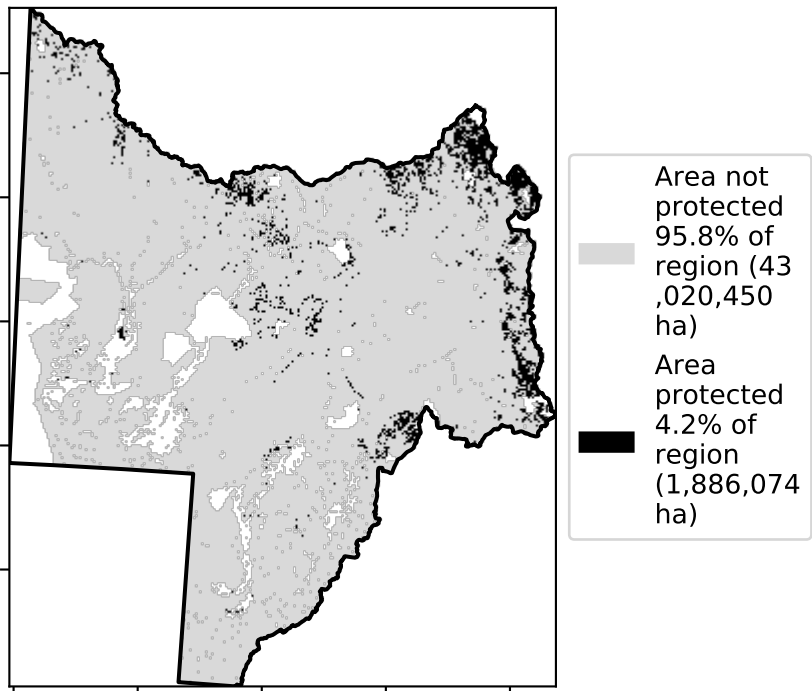 Area not
protected
95.8% of
region (43
,020,450
ha)
Area
protected
4.2% of
region
(1,886,074
ha)